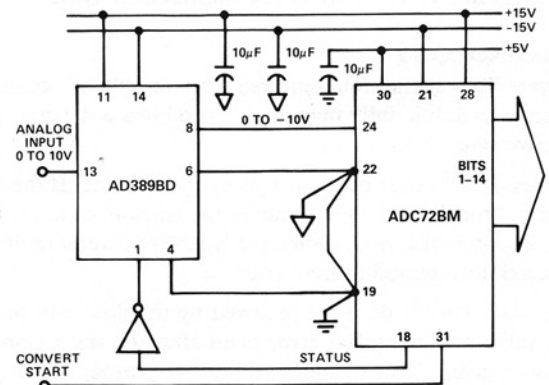 +15V
-15V
+5V
10µF
10µF
10µF
11
14
30
21
28
ANALOG
INPUT
0 TO 10V
8
0 TO -10V
24
13
AD389BD
6
22
BITS
1-14
ADC72BM
1
4
19
18
31
STATUS
CONVERT
START